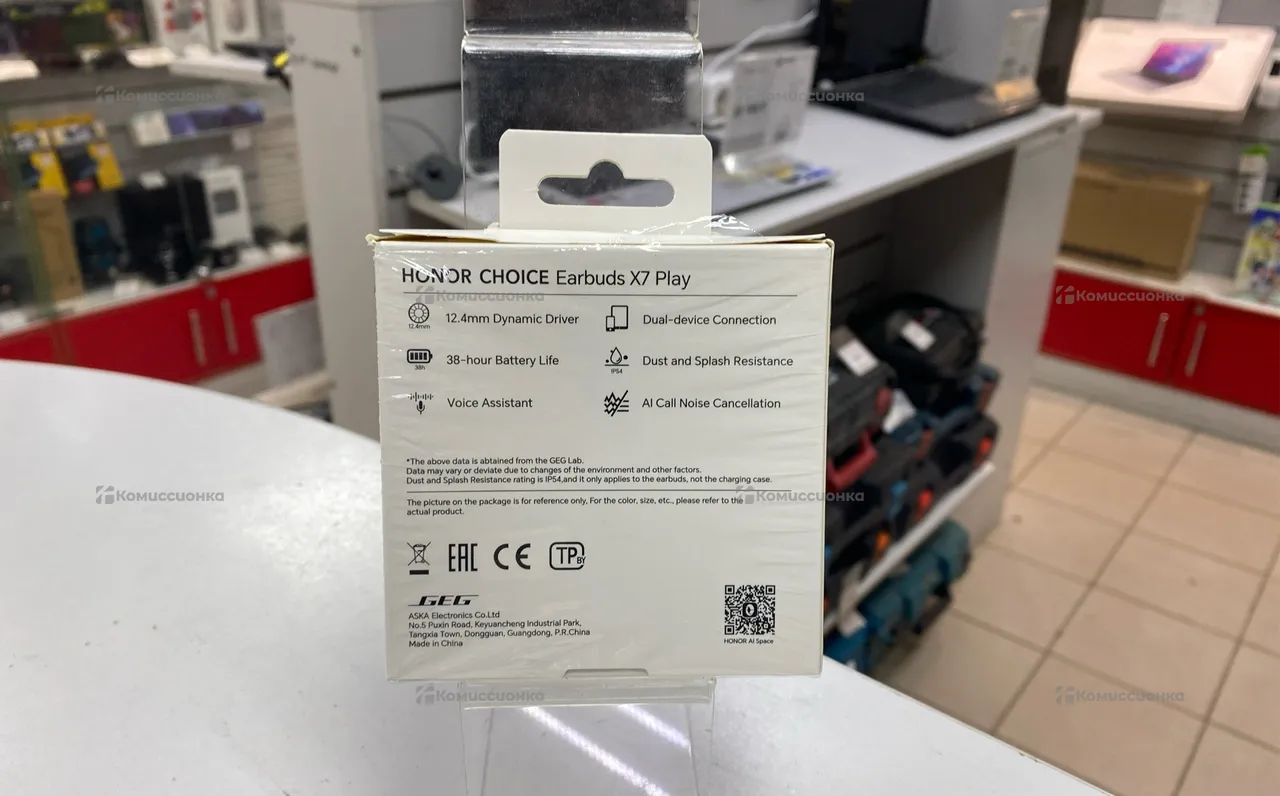 Комиссионка
Комиссионка
HONOR CHOICE Earbuds X7 Play
Комиссионка
Комиссионка
12.4mm
12.4mm Dynamic Driver
Dual-device Connection
38h
38-hour Battery Life
IP54
Dust and Splash Resistance
Voice Assistant
AI Call Noise Cancellation
*The above data is abtained from the GEG Lab.
Data may vary or deviate due to changes of the environment and other factors.
Dust and Splash Resistance rating is IP54,and it only applies to the earbuds, not the charging case.
Комиссионка
Комиссионка
The picture on the package is for reference only, For the color, size, etc., please refer to the
actual product.
EAC CE TP BY
GEG
ASKA Electronics Co.Ltd
No.5 Puxin Road, Keyuancheng Industrial Park,
Tangxia Town, Dongguan, Guangdong, P.R.China
Made in China
HONOR AI Space
Комиссионка
Комиссионка